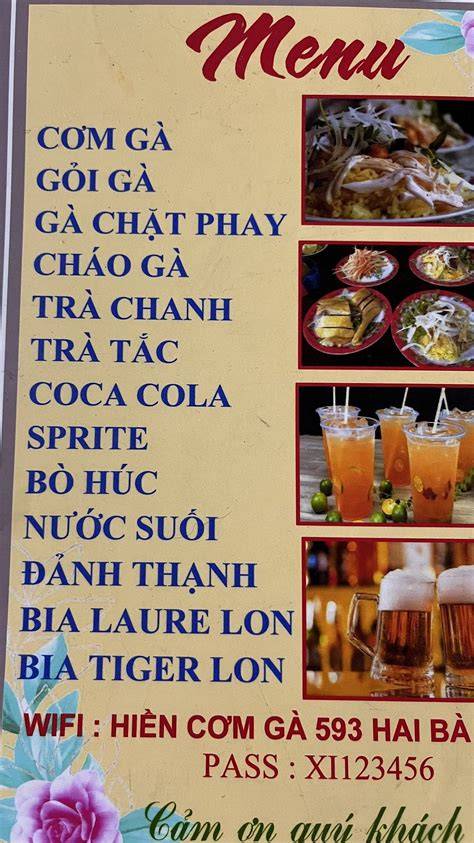 Menu
CƠM GÀ
GỎI GÀ
GÀ CHẶT PHAY
CHÁO GÀ
TRÀ CHANH
TRÀ TẮC
COCA COLA
SPRITE
BÒ HÚC
NƯỚC SUỐI
ĐẢNH THẠNH
BIA LAURE LON
BIA TIGER LON
WIFI : HIỀN CƠM GÀ 593 HAI BÀ
PASS : XI123456
Cảm ơn quý khách